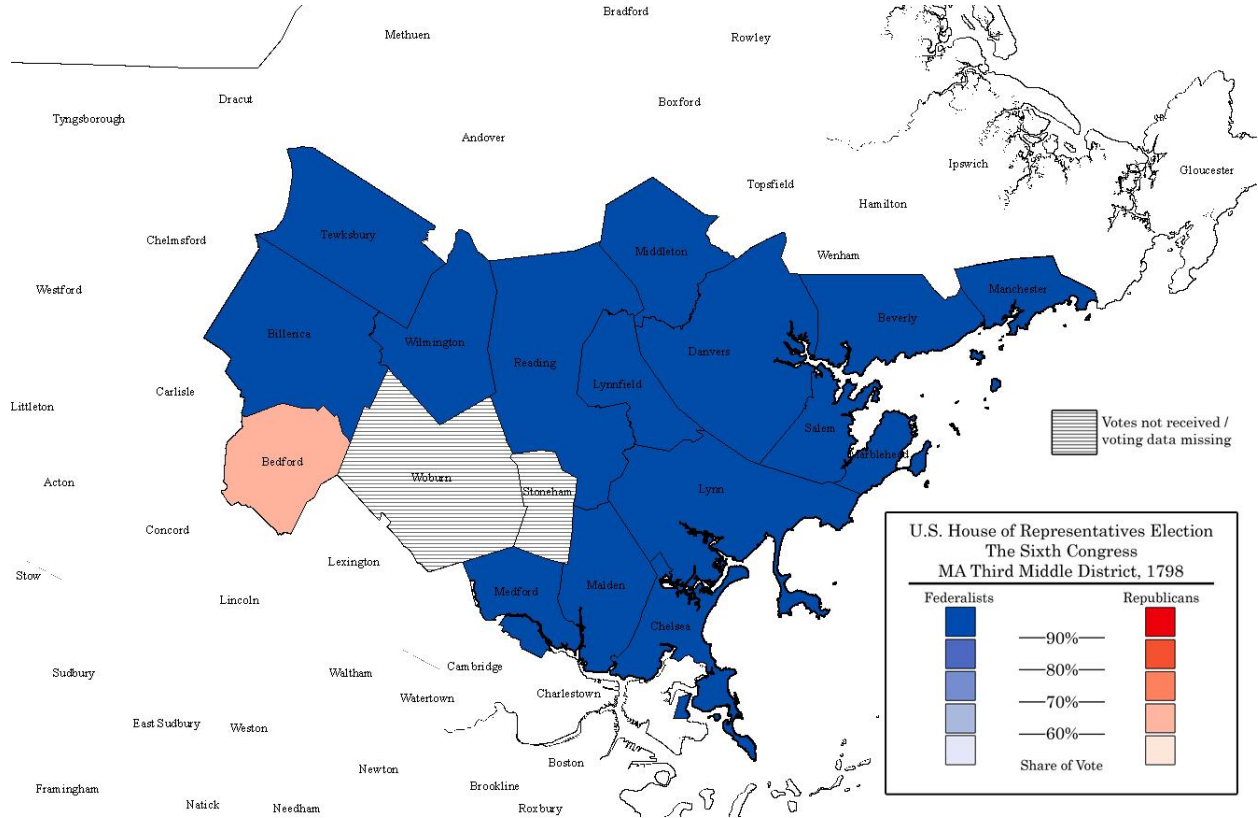 Bradford
Methuen
Rowley
Dracut
Boxford
Tyngsborough
Andover
Ipswich
Gloucester
Topsfield
Hamilton
Tewksbury
Chelmsford
Middleton
Wenham
Westford
Manchester
Billerica
Beverly
Wilmington
Danvers
Reading
Lynnfield
Carlisle
Littleton
Salem
Votes not received /
voting data missing
Marblehead
Bedford
Woburn
Acton
Stoneham
Lynn
Concord
Lexington
Stow
Lincoln
Medford
Malden
Chelsea
Cambridge
Sudbury
Waltham
Watertown
Charlestown
East Sudbury
Weston
Newton
Boston
Framingham
Brookline
Natick
Needham
Roxbury
U.S. House of Representatives Election
The Sixth Congress
MA Third Middle District, 1798
Federalists
Republicans
90%
80%
70%
60%
Share of Vote